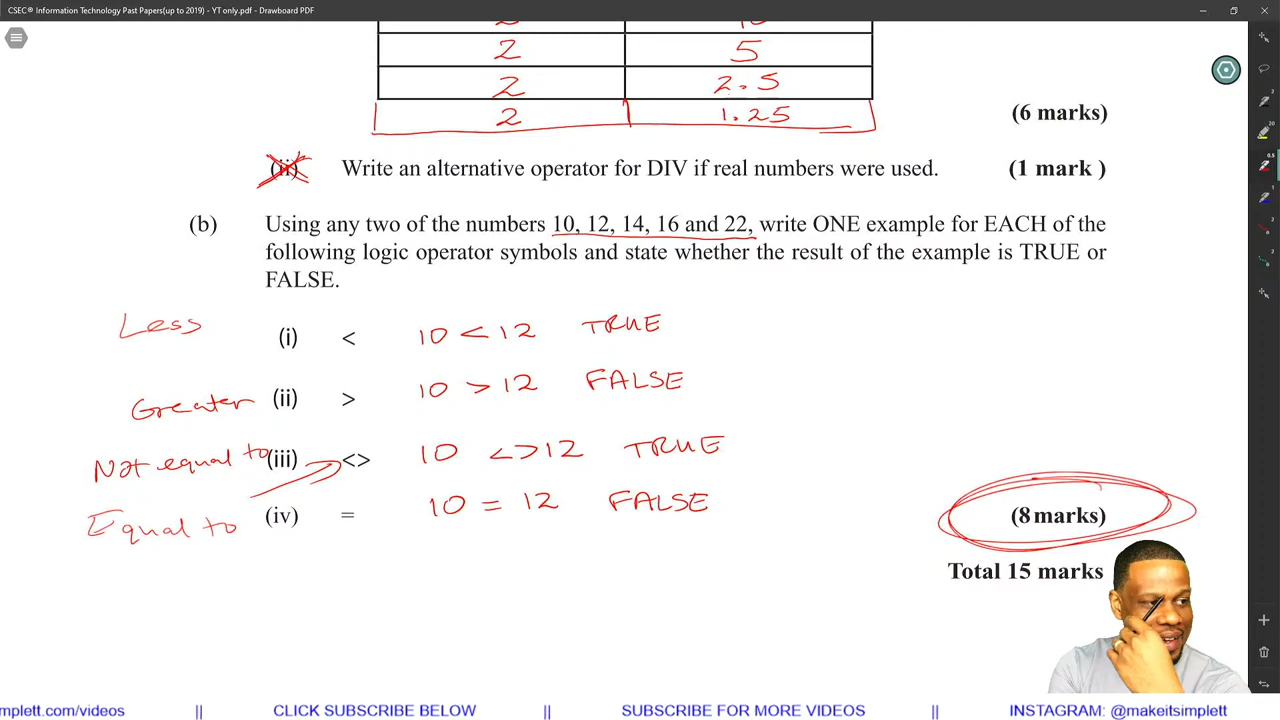 CSEC® Information Technology Past Papers(up to 2019) - YT only.pdf - Drawboard PDF
2 5
2 2.5
2 1.25
(6 marks)
(ii) Write an alternative operator for DIV if real numbers were used. (1 mark )
(b) Using any two of the numbers 10, 12, 14, 16 and 22, write ONE example for EACH of the
following logic operator symbols and state whether the result of the example is TRUE or
FALSE.
Less (i) < 10 < 12 TRUE
Greater (ii) > 10 > 12 FALSE
Not equal to (iii) <> 10 <> 12 TRUE
Equal to (iv) = 10 = 12 FALSE
(8 marks)
Total 15 marks
mplett.com/videos || CLICK SUBSCRIBE BELOW || SUBSCRIBE FOR MORE VIDEOS || INSTAGRAM: @makeitsimplett